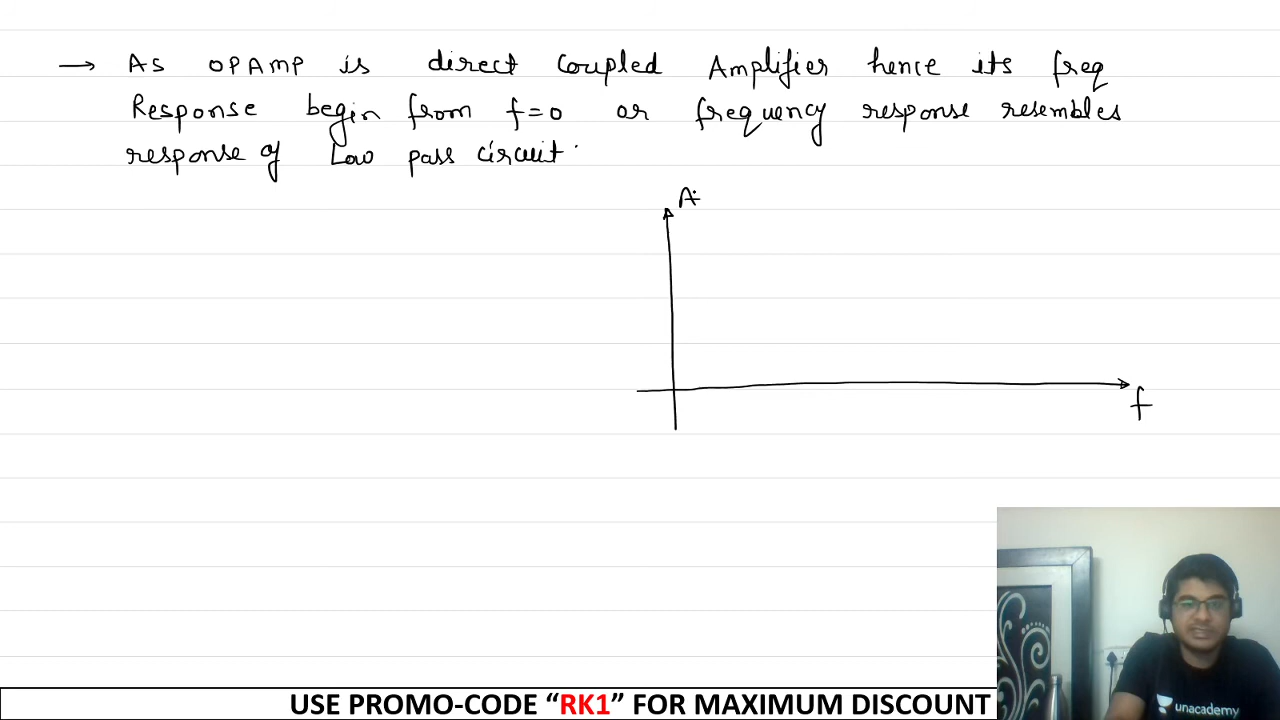 → As OPAMP is direct coupled Amplifier hence its freq
Response begin from f=0 or frequency response resembles
response of Low pass circuit.
A
f
unacademy
USE PROMO-CODE “RK1” FOR MAXIMUM DISCOUNT